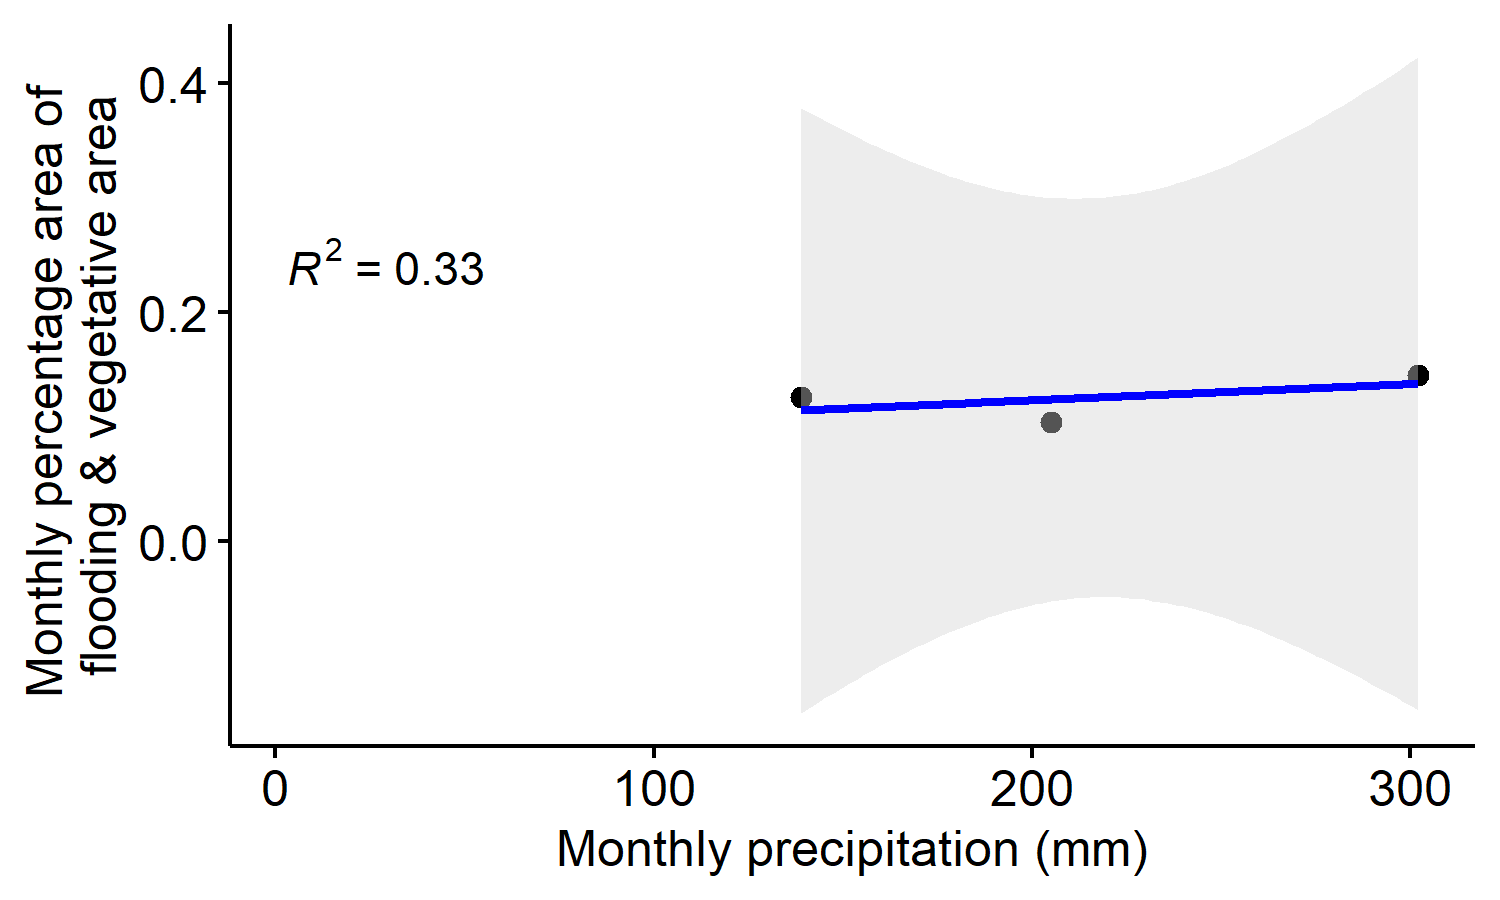 Monthly percentage area of
flooding & vegetative area
0.4
0.2
0.0
R² = 0.33
0 100 200 300
Monthly precipitation (mm)